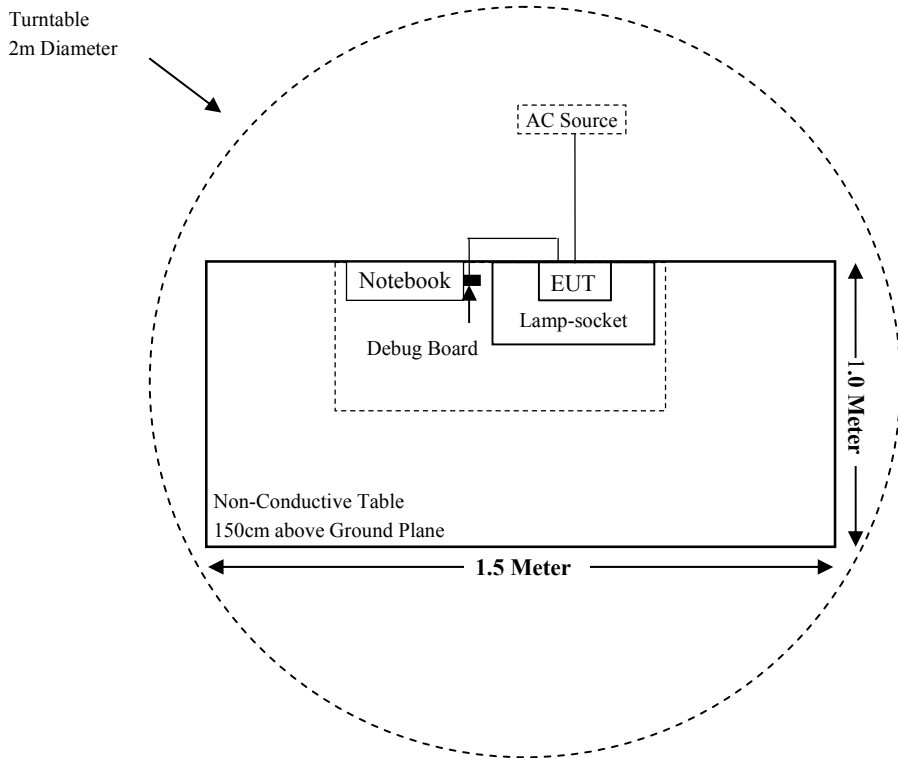 Turntable
2m Diameter
AC Source
Notebook
EUT
Lamp-socket
Debug Board
1.0 Meter
Non-Conductive Table
150cm above Ground Plane
1.5 Meter